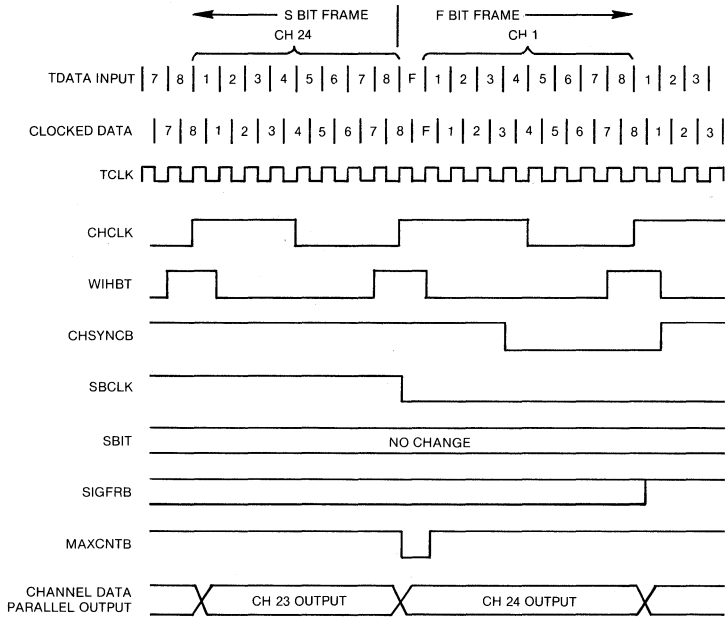 S BIT FRAME F BIT FRAME
CH 24 CH 1
TDATA INPUT 7 8 1 2 3 4 5 6 7 8 F 1 2 3 4 5 6 7 8 1 2 3
CLOCKED DATA 7 8 1 2 3 4 5 6 7 8 F 1 2 3 4 5 6 7 8 1 2 3
TCLK
CHCLK
WIHBT
CHSYNCB
SBCLK
SBIT NO CHANGE
SIGFRB
MAXCNTB
CHANNEL DATA
PARALLEL OUTPUT CH 23 OUTPUT CH 24 OUTPUT